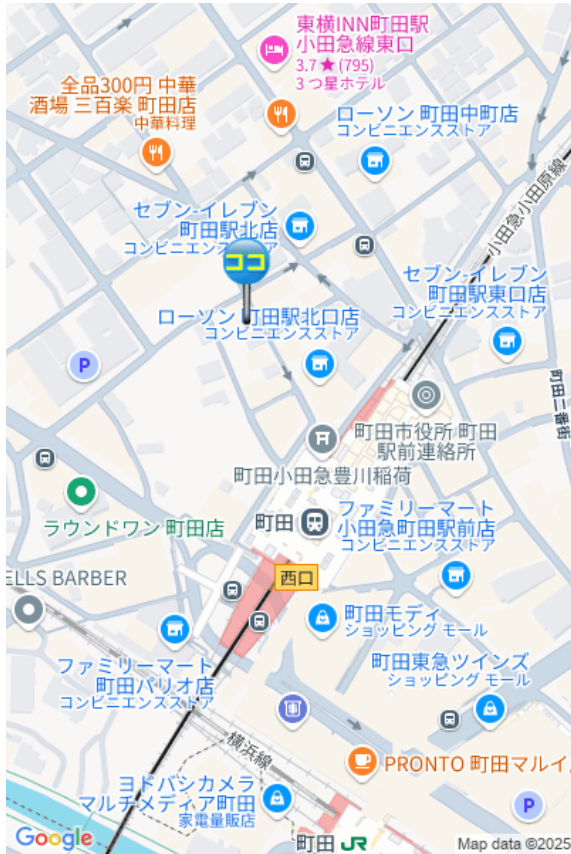 東横INN町田駅
小田急線東口
3.7★(795)
3 つ星ホテル
全品300円 中華
酒場 三百楽 町田店
中華料理
ローソン 町田中町店
コンビニエンスストア
小田急小田原線
セブン-イレブン
町田駅北店
コンビニエンスストア
ココ
セブン-イレブン
町田駅東口店
コンビニエンスストア
ローソン 町田駅北口店
コンビニエンスストア
P
町田二番街
町田市役所 町田
駅前連絡所
町田小田急豊川稲荷
ラウンドワン 町田店
町田
ファミリーマート
小田急町田駅前店
コンビニエンスストア
ELLS BARBER
西口
町田モディ
ショッピング モール
ファミリーマート
町田パリオ店
コンビニエンスストア
町田東急ツインズ
ショッピング モール
横浜線
PRONTO 町田マルイ
ヨドバシカメラ
マルチメディア町田
家電量販店
P
町田 JR
Google
Map data ©2025